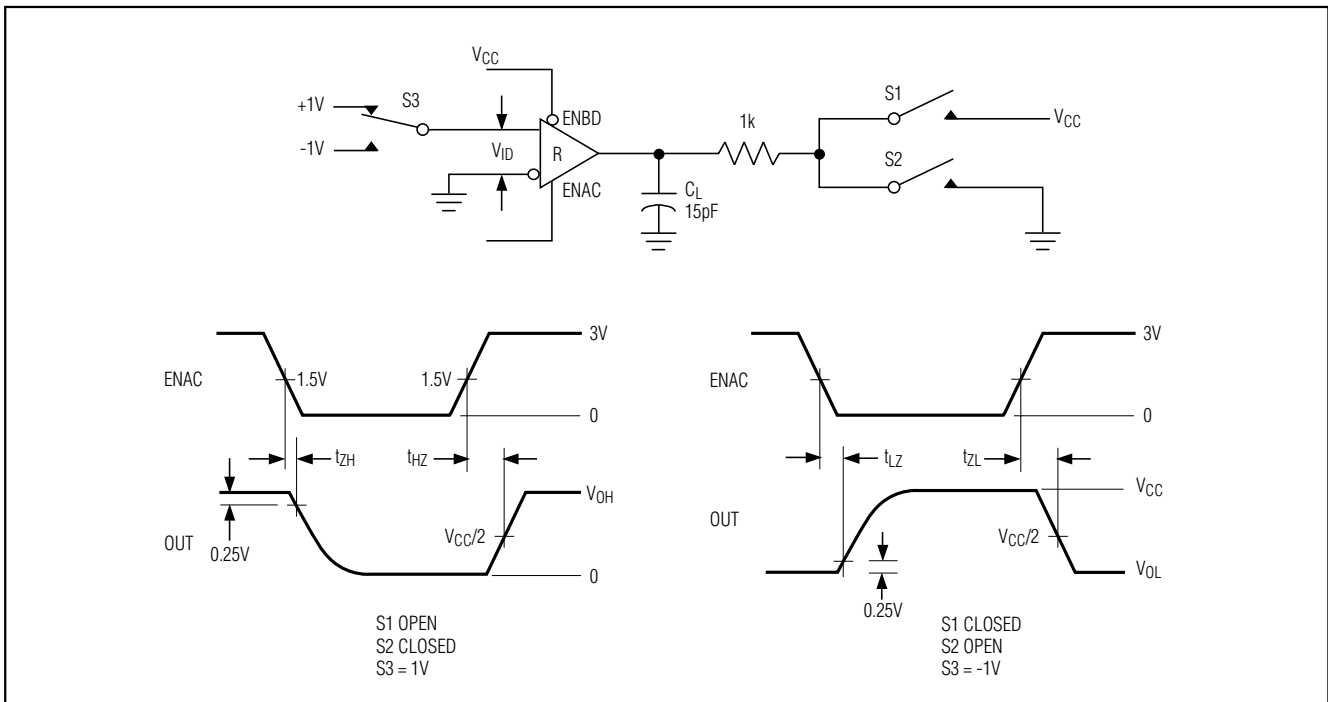 VCC
+1V
S3
-1V
VID
ENBD
R
ENAC
1k
CL
15pF
S1
VCC
S2
ENAC
1.5V
1.5V
3V
0
tZH
tHZ
OUT
0.25V
VCC/2
VOH
0
S1 OPEN
S2 CLOSED
S3 = 1V
ENAC
3V
0
tLZ
tZL
OUT
VCC/2
VCC
0.25V
VOL
S1 CLOSED
S2 OPEN
S3 = -1V